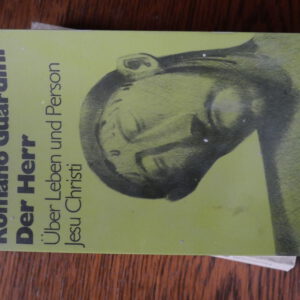 Romano Guardini
Der Herr
Über Leben und Person
Jesu Christi